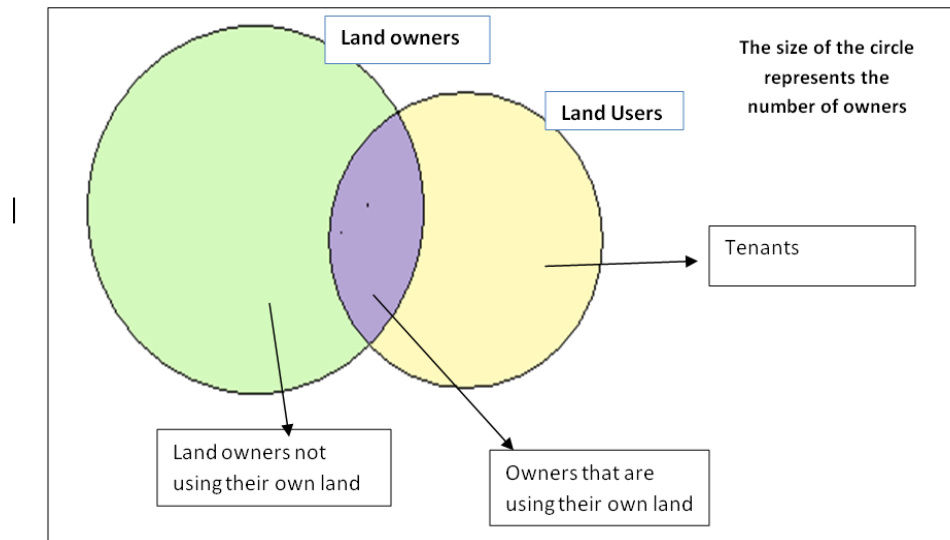 Land owners
The size of the circle
represents the
number of owners
Land Users
Tenants
Land owners not
using their own land
Owners that are
using their own land